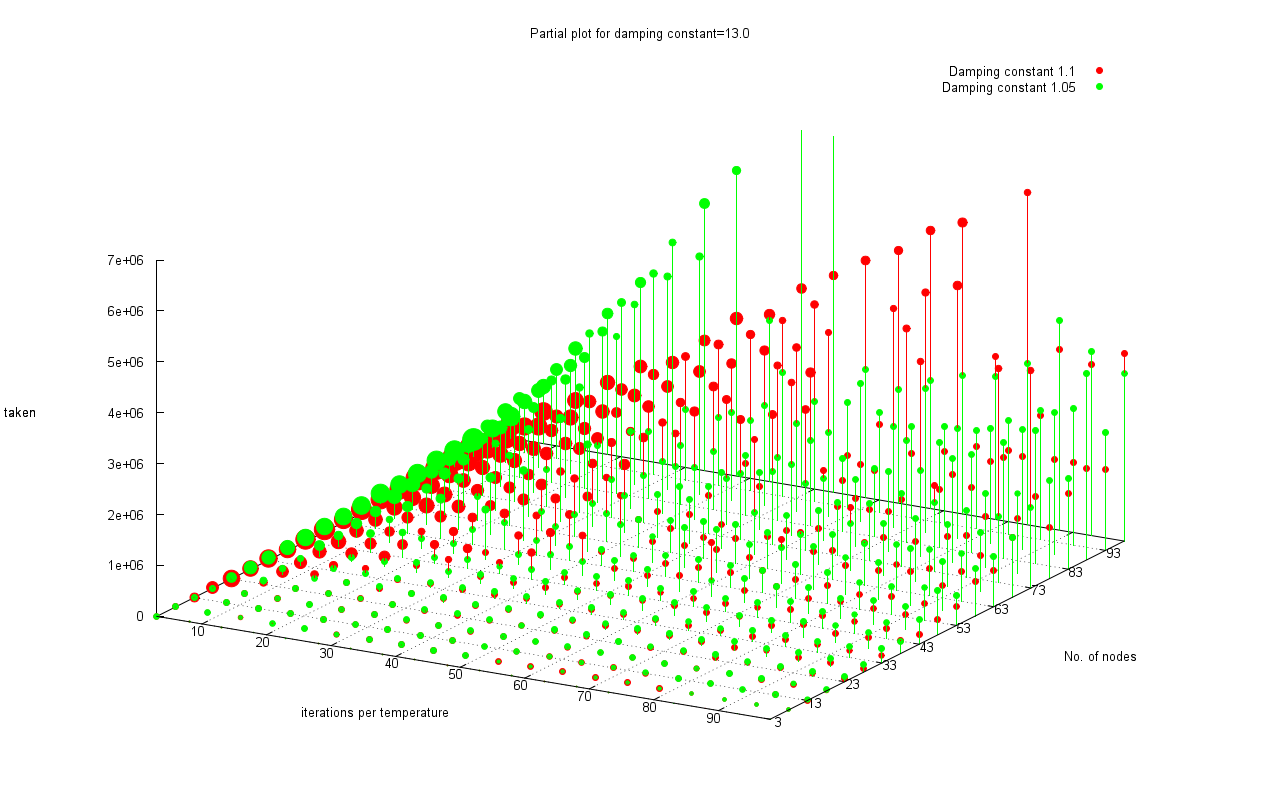 Partial plot for damping constant=13.0
Damping constant 1.1
Damping constant 1.05
7e+06
6e+06
5e+06
4e+06
taken
3e+06
2e+06
1e+06
0
10
20
30
40
50
60
70
80
90
3
13
23
33
43
53
63
73
83
93
No. of nodes
iterations per temperature